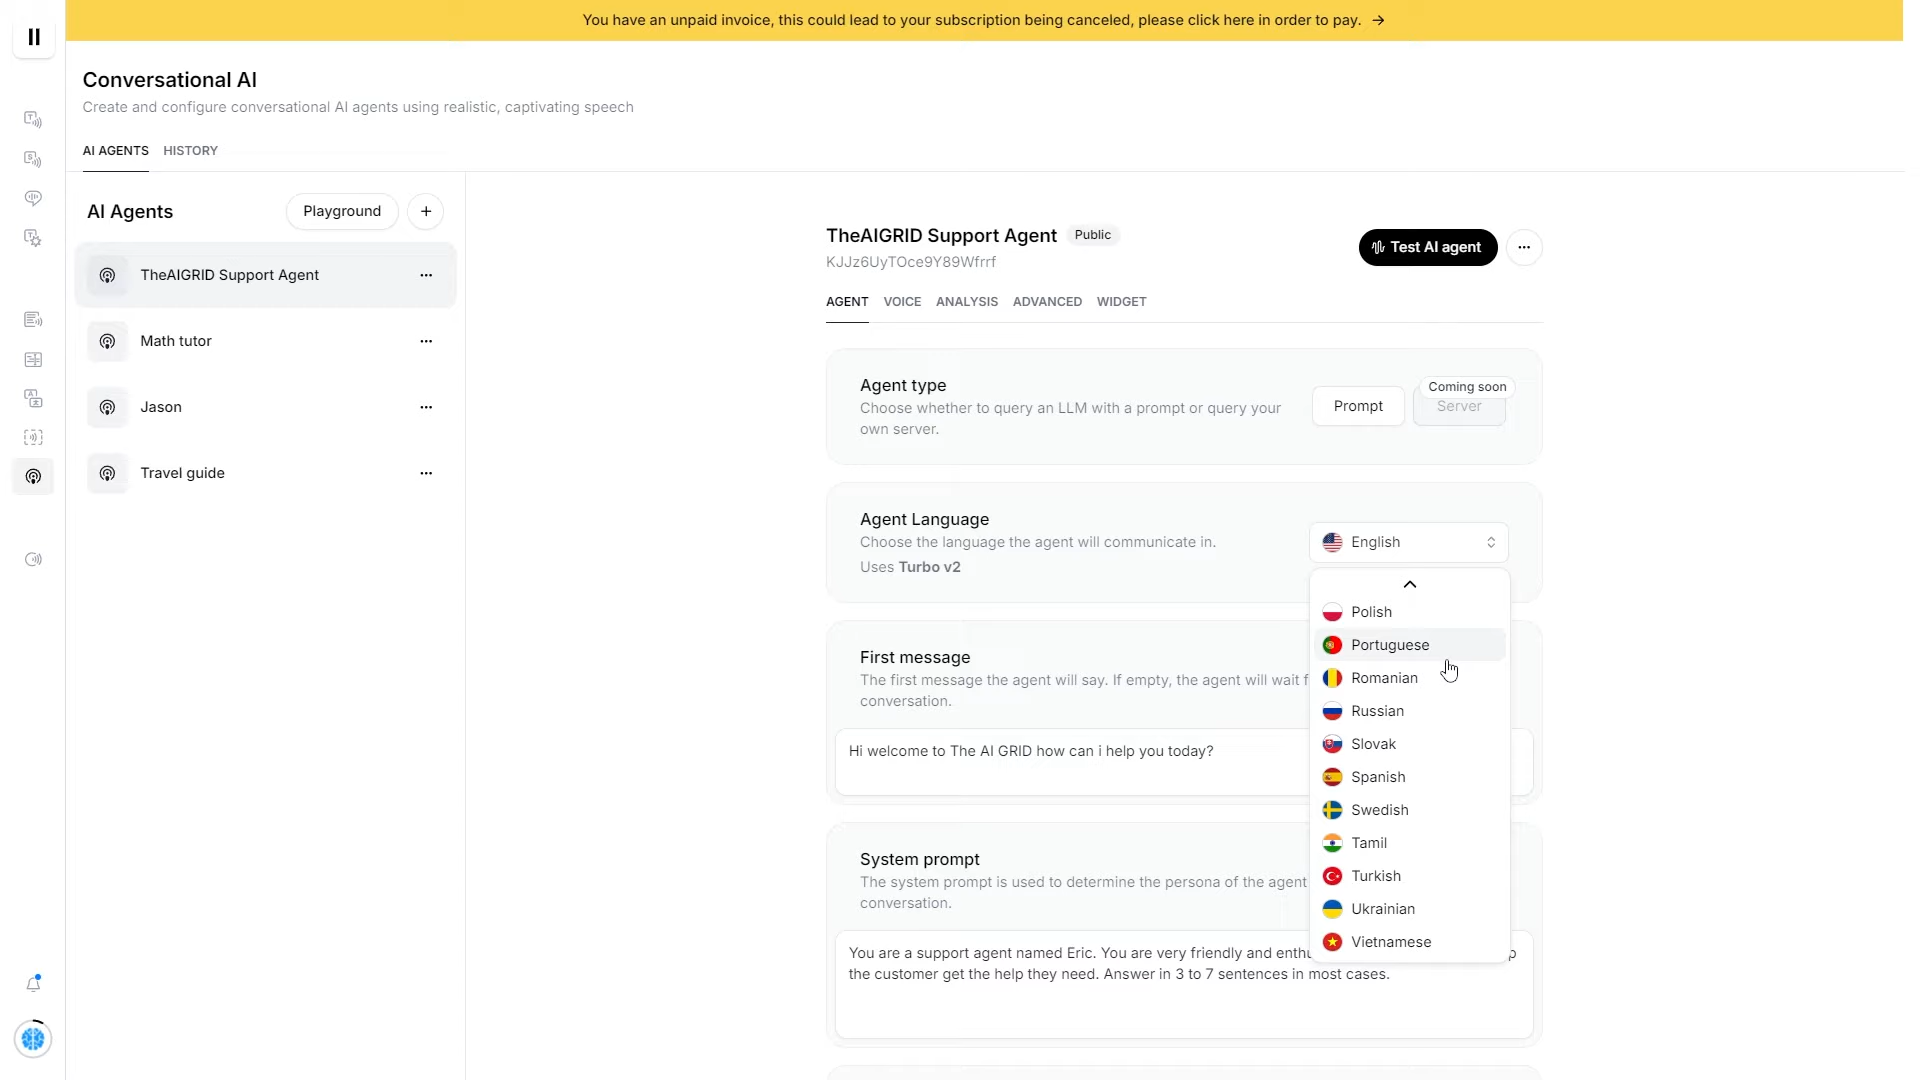 You have an unpaid invoice, this could lead to your subscription being canceled, please click here in order to pay. →
Conversational AI
Create and configure conversational AI agents using realistic, captivating speech
AI AGENTS HISTORY
AI Agents
Playground
+
TheAIGRID Support Agent
Math tutor
Jason
Travel guide
TheAIGRID Support Agent Public
KJJz6UyTOce9Y89Wfrrf
Test AI agent
AGENT VOICE ANALYSIS ADVANCED WIDGET
Agent type
Choose whether to query an LLM with a prompt or query your
own server.
Prompt
Coming soon
Server
Agent Language
Choose the language the agent will communicate in.
Uses Turbo v2
English
Polish
Portuguese
Romanian
Russian
Slovak
Spanish
Swedish
Tamil
Turkish
Ukrainian
Vietnamese
First message
The first message the agent will say. If empty, the agent will wait f
conversation.
Hi welcome to The AI GRID how can i help you today?
System prompt
The system prompt is used to determine the persona of the agent
conversation.
You are a support agent named Eric. You are very friendly and enthu p
the customer get the help they need. Answer in 3 to 7 sentences in most cases.